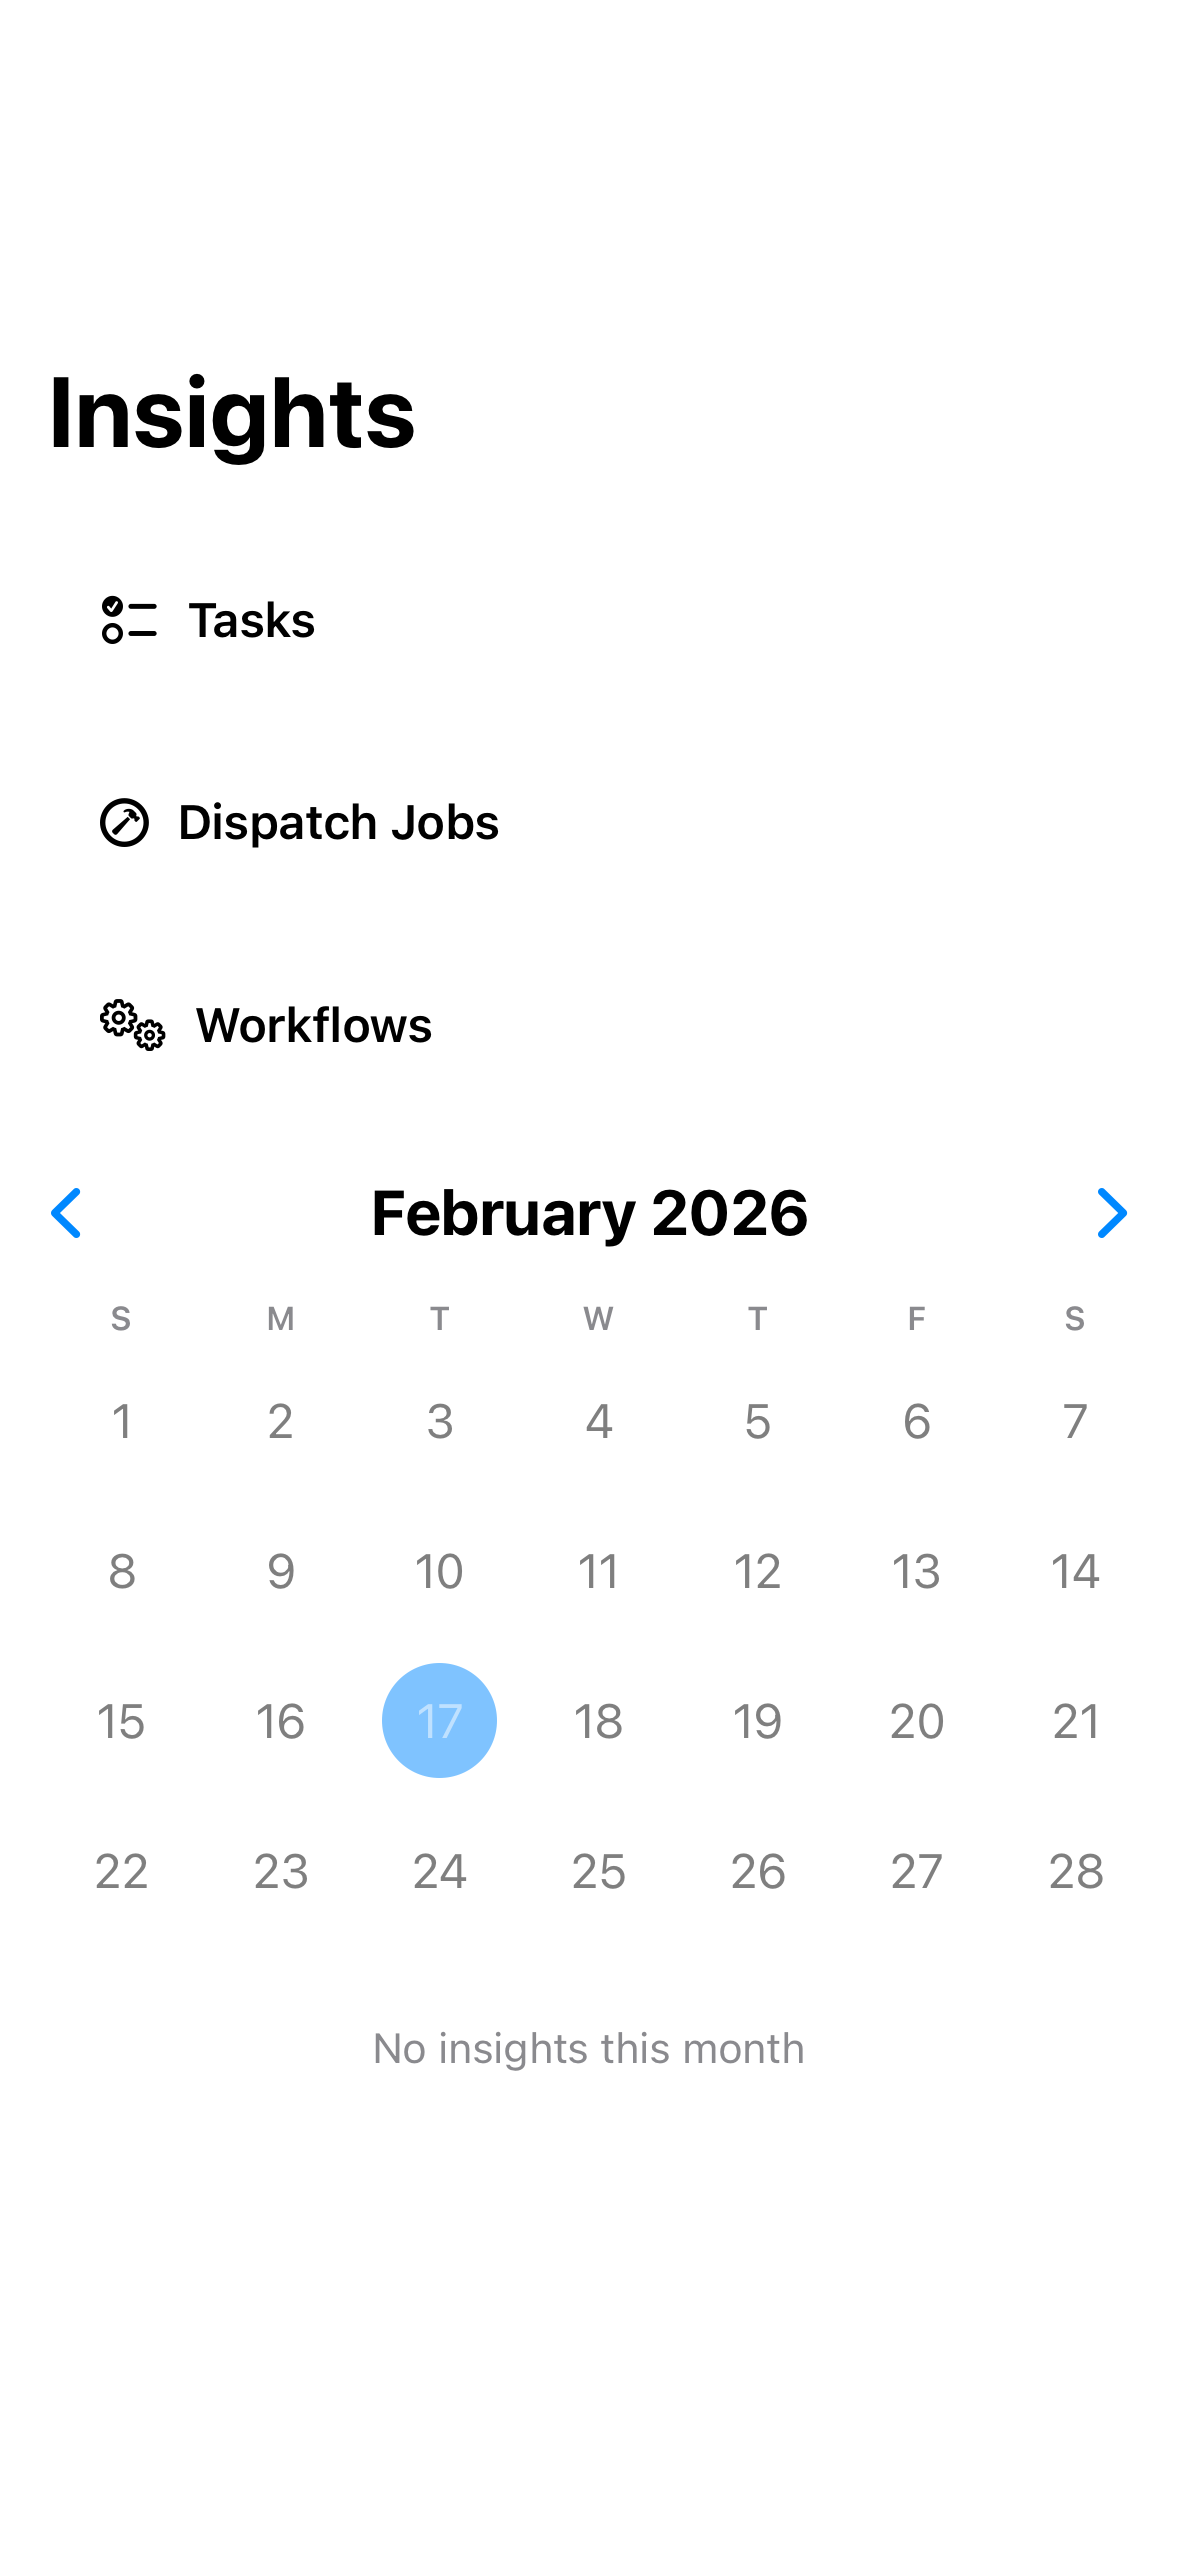 Insights
Tasks
Dispatch Jobs
Workflows
February 2026
S M T W T F S
1 2 3 4 5 6 7
8 9 10 11 12 13 14
15 16 17 18 19 20 21
22 23 24 25 26 27 28
No insights this month